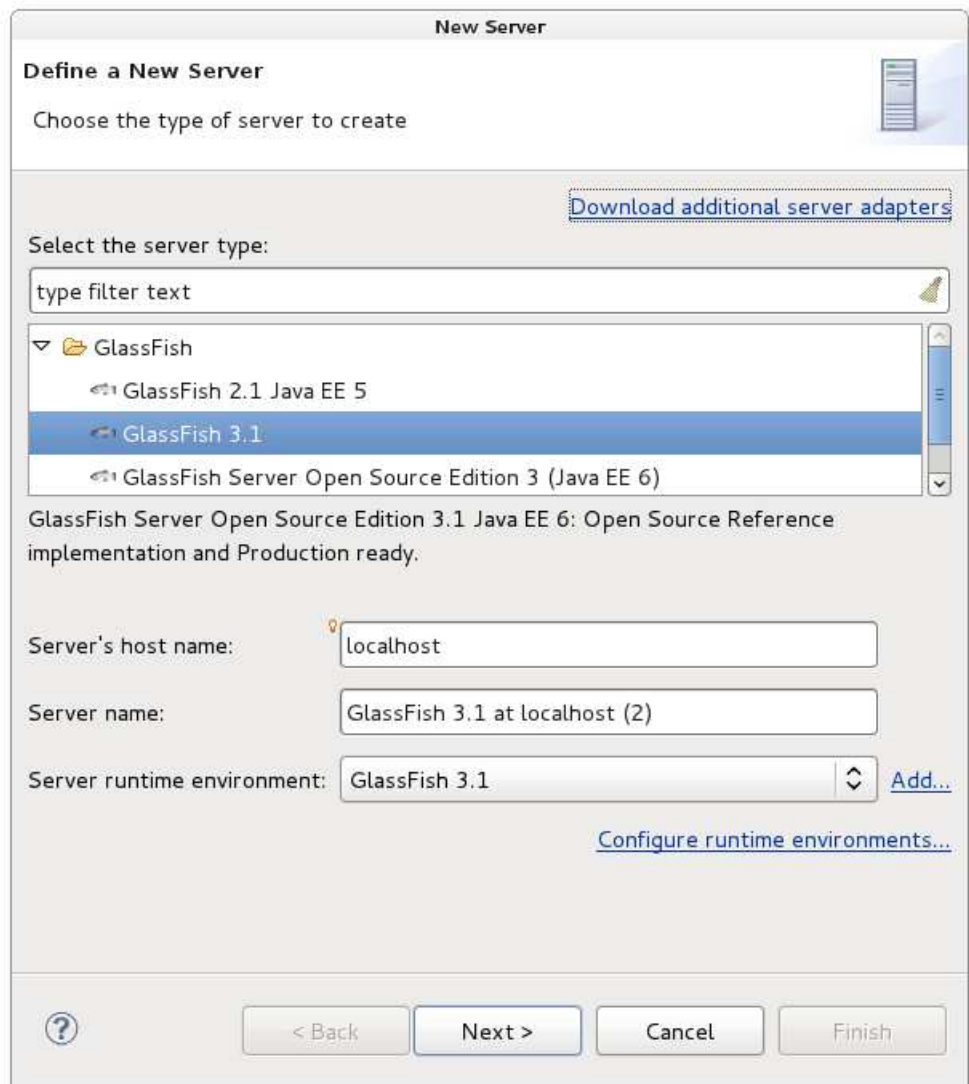 New Server
Define a New Server
Choose the type of server to create
Download additional server adapters
Select the server type:
type filter text
GlassFish
GlassFish 2.1 Java EE 5
GlassFish 3.1
GlassFish Server Open Source Edition 3 (Java EE 6)
GlassFish Server Open Source Edition 3.1 Java EE 6: Open Source Reference
implementation and Production ready.
Server's host name: localhost
Server name: GlassFish 3.1 at localhost (2)
Server runtime environment: GlassFish 3.1 Add...
Configure runtime environments...
? < Back Next > Cancel Finish